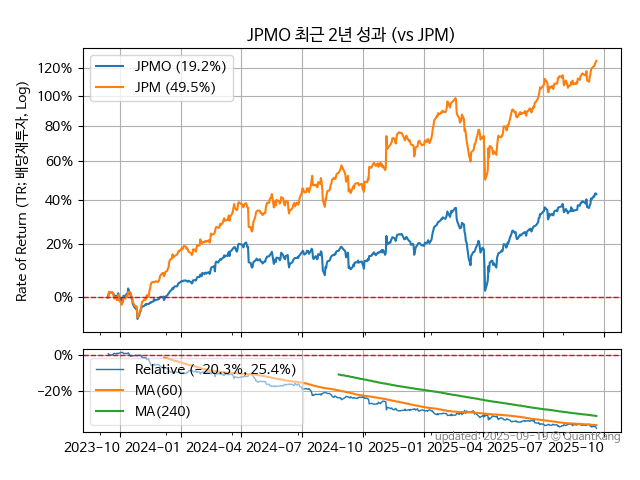 JPMO 최근 2년 성과 (vs JPM)
Rate of Return (TR: 배당재투자, Log)
120%
100%
80%
60%
40%
20%
0%
JPMO (19.2%)
JPM (49.5%)
0%
−20%
Relative (−20.3%, 25.4%)
MA(60)
MA(240)
updated: 2025-09-19 © QuantKang
2023-10 2024-01 2024-04 2024-07 2024-10 2025-01 2025-04 2025-07 2025-10